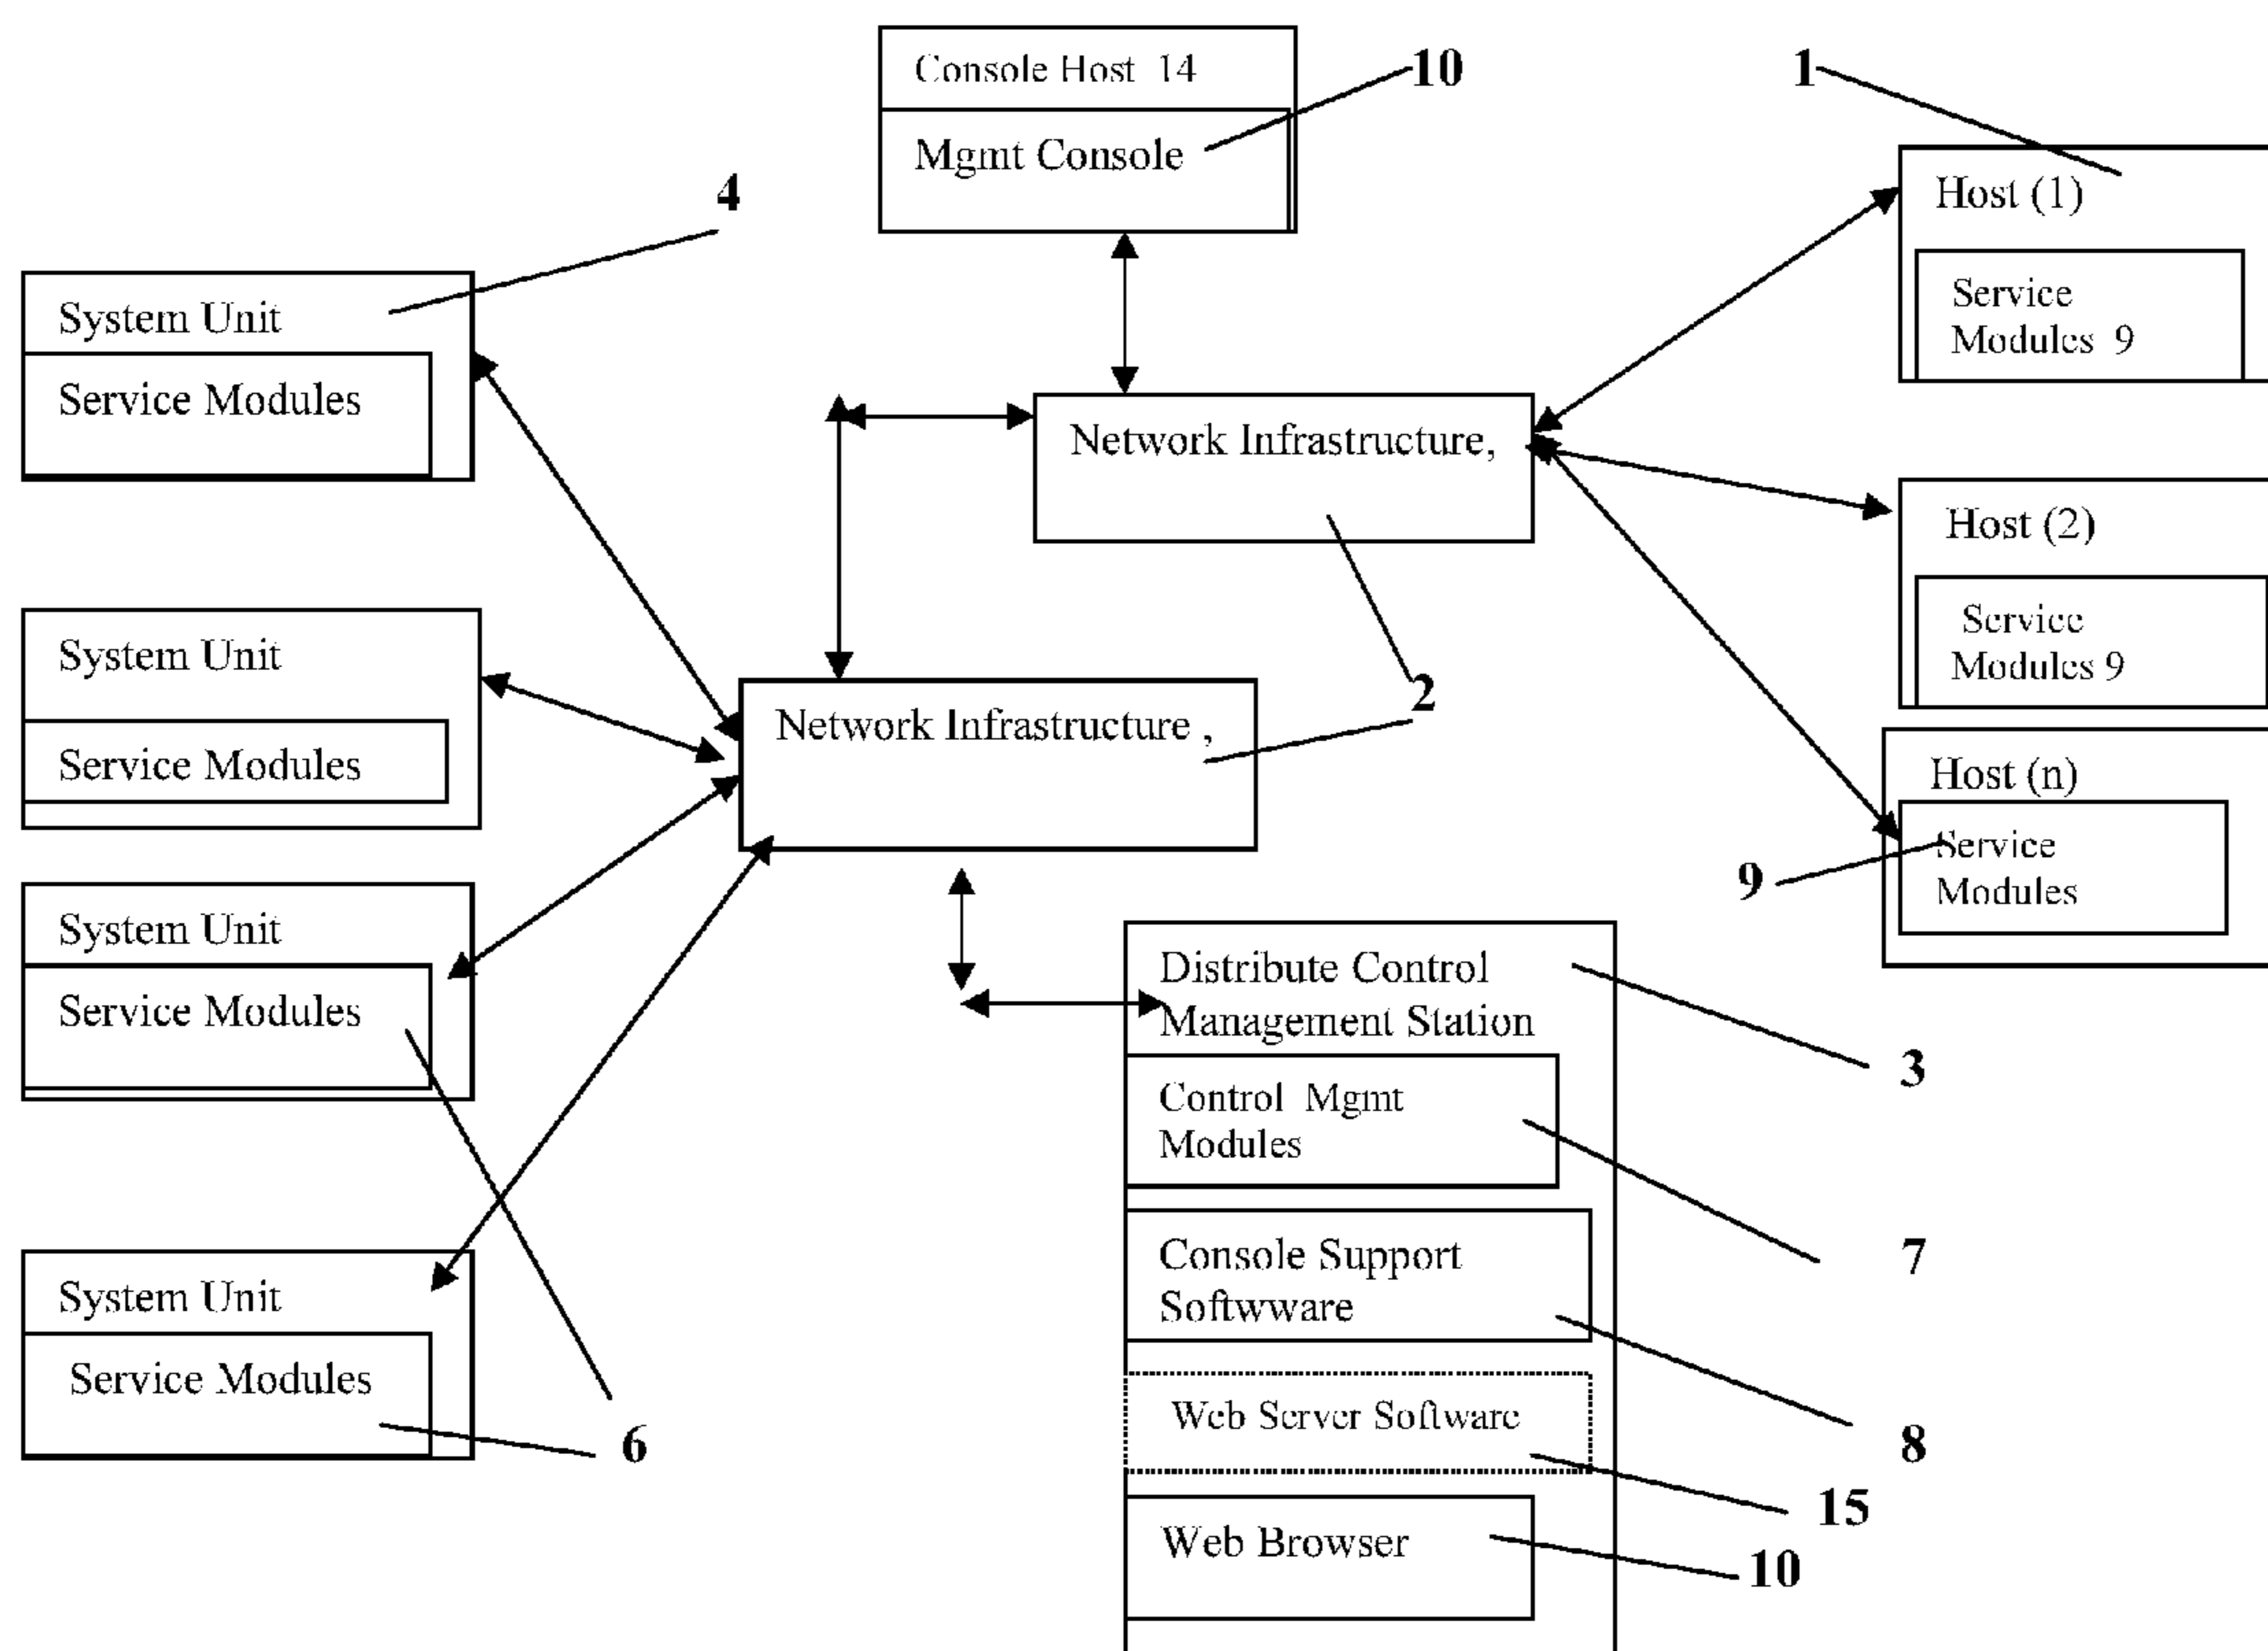 Console Host 14
10
Mgmt Console
1
Host (1)
Service
Modules 9
4
System Unit
Service Modules
Network Infrastructure,
Host (2)
Service
Modules 9
System Unit
Service Modules
2
Network Infrastructure ,
Host (n)
Service
Modules
9
System Unit
Service Modules
Distribute Control
Management Station
3
Control Mgmt
Modules
7
Console Support
Softwware
8
System Unit
Service Modules
6
Web Server Software
15
Web Browser
10